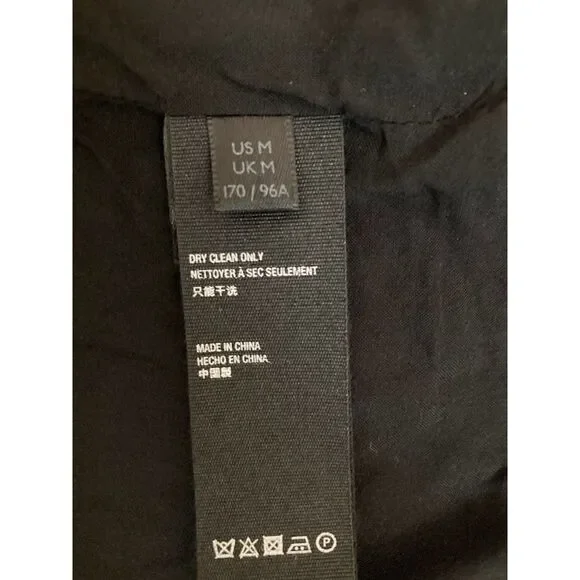 US M
UK M
170 / 96A
DRY CLEAN ONLY
NETTOYER À SEC SEULEMENT
只能干洗
MADE IN CHINA
HECHO EN CHINA
中國製
P